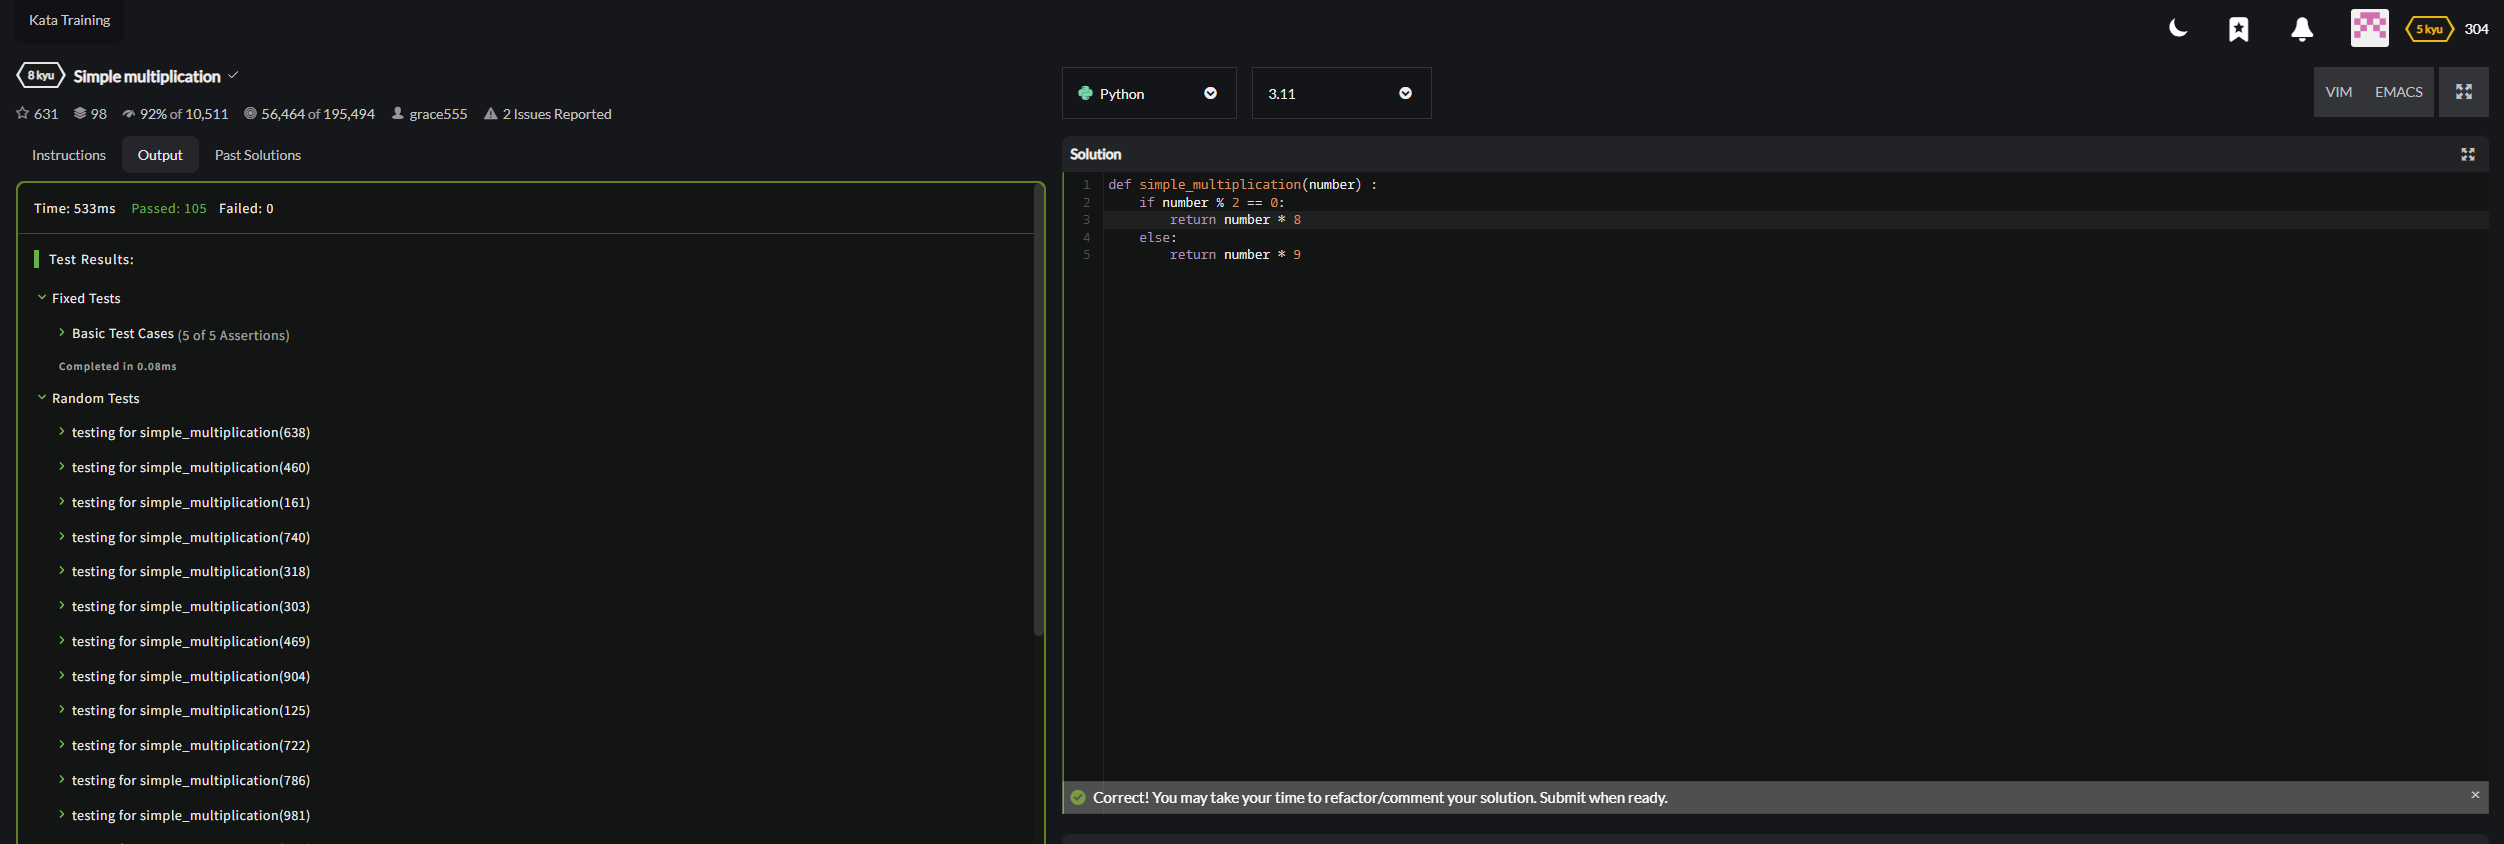 Kata Training
5 kyu 304
8 kyu Simple multiplication
631 98 92% of 10,511 56,464 of 195,494 grace555 2 Issues Reported
Python 3.11 VIM EMACS
Instructions Output Past Solutions
Time: 533ms Passed: 105 Failed: 0
Test Results:
Fixed Tests
Basic Test Cases (5 of 5 Assertions)
Completed in 0.08ms
Random Tests
testing for simple_multiplication(638)
testing for simple_multiplication(460)
testing for simple_multiplication(161)
testing for simple_multiplication(740)
testing for simple_multiplication(318)
testing for simple_multiplication(303)
testing for simple_multiplication(469)
testing for simple_multiplication(904)
testing for simple_multiplication(125)
testing for simple_multiplication(722)
testing for simple_multiplication(786)
testing for simple_multiplication(981)
Solution
1 def simple_multiplication(number) :
2     if number % 2 == 0:
3         return number * 8
4     else:
5         return number * 9
Correct! You may take your time to refactor/comment your solution. Submit when ready. ×